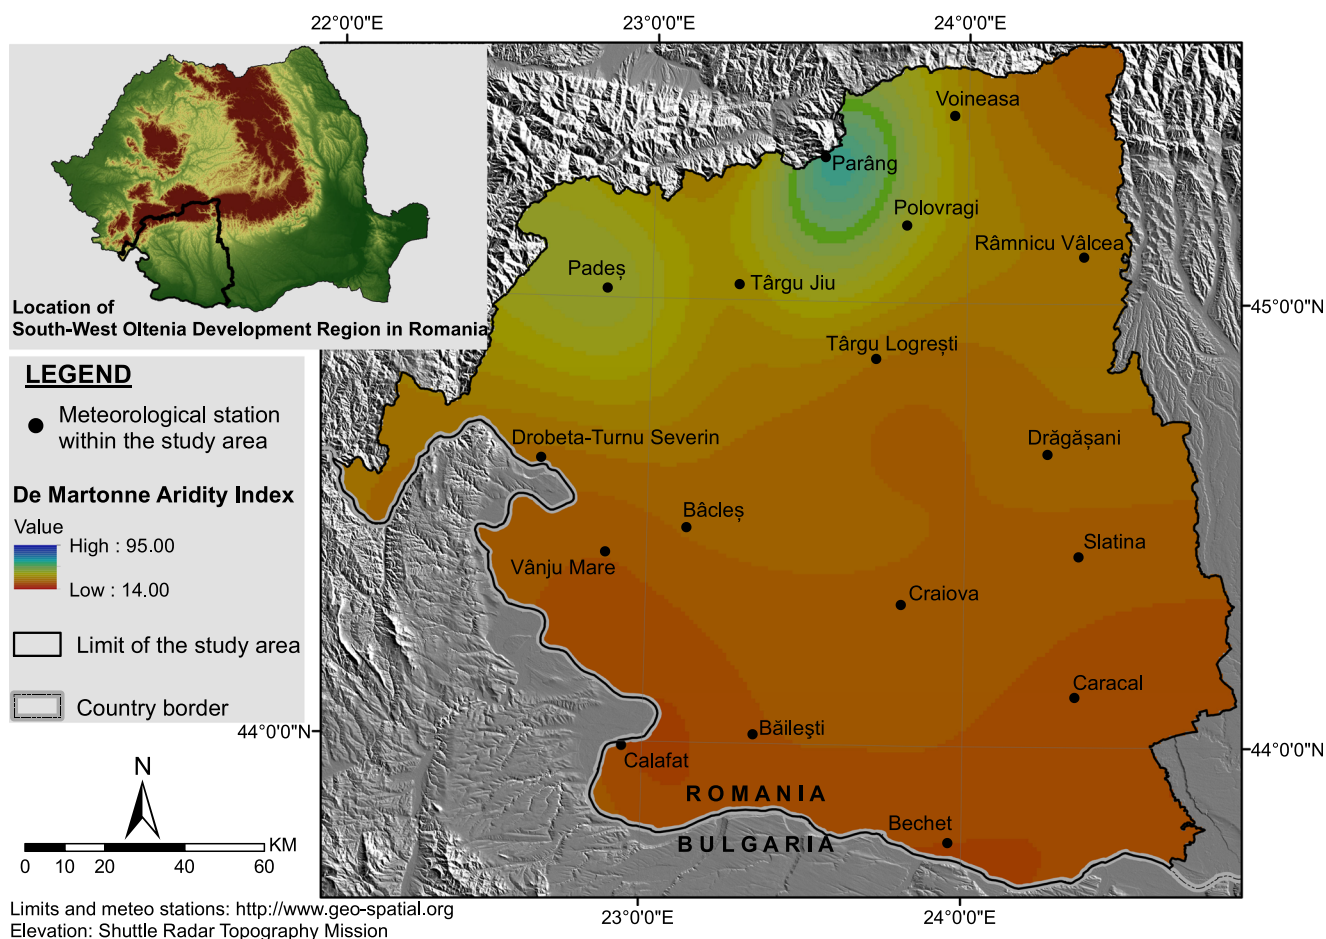 22°0'0"E
23°0'0"E
24°0'0"E
Location of
South-West Oltenia Development Region in Romania
LEGEND
Meteorological station
within the study area
De Martonne Aridity Index
Value
High : 95.00
Low : 14.00
Limit of the study area
Country border
Voineasa
Parâng
Polovragi
Râmnicu Vâlcea
Padeș
Târgu Jiu
45°0'0"N
Târgu Logrești
Drobeta-Turnu Severin
Drăgășani
Bâcleș
Slatina
Vânju Mare
Craiova
Caracal
Băileşti
44°0'0"N
44°0'0"N
Calafat
ROMANIA
Bechet
BULGARIA
N
KM
0 10 20 40 60
23°0'0"E
24°0'0"E
Limits and meteo stations: http://www.geo-spatial.org
Elevation: Shuttle Radar Topography Mission